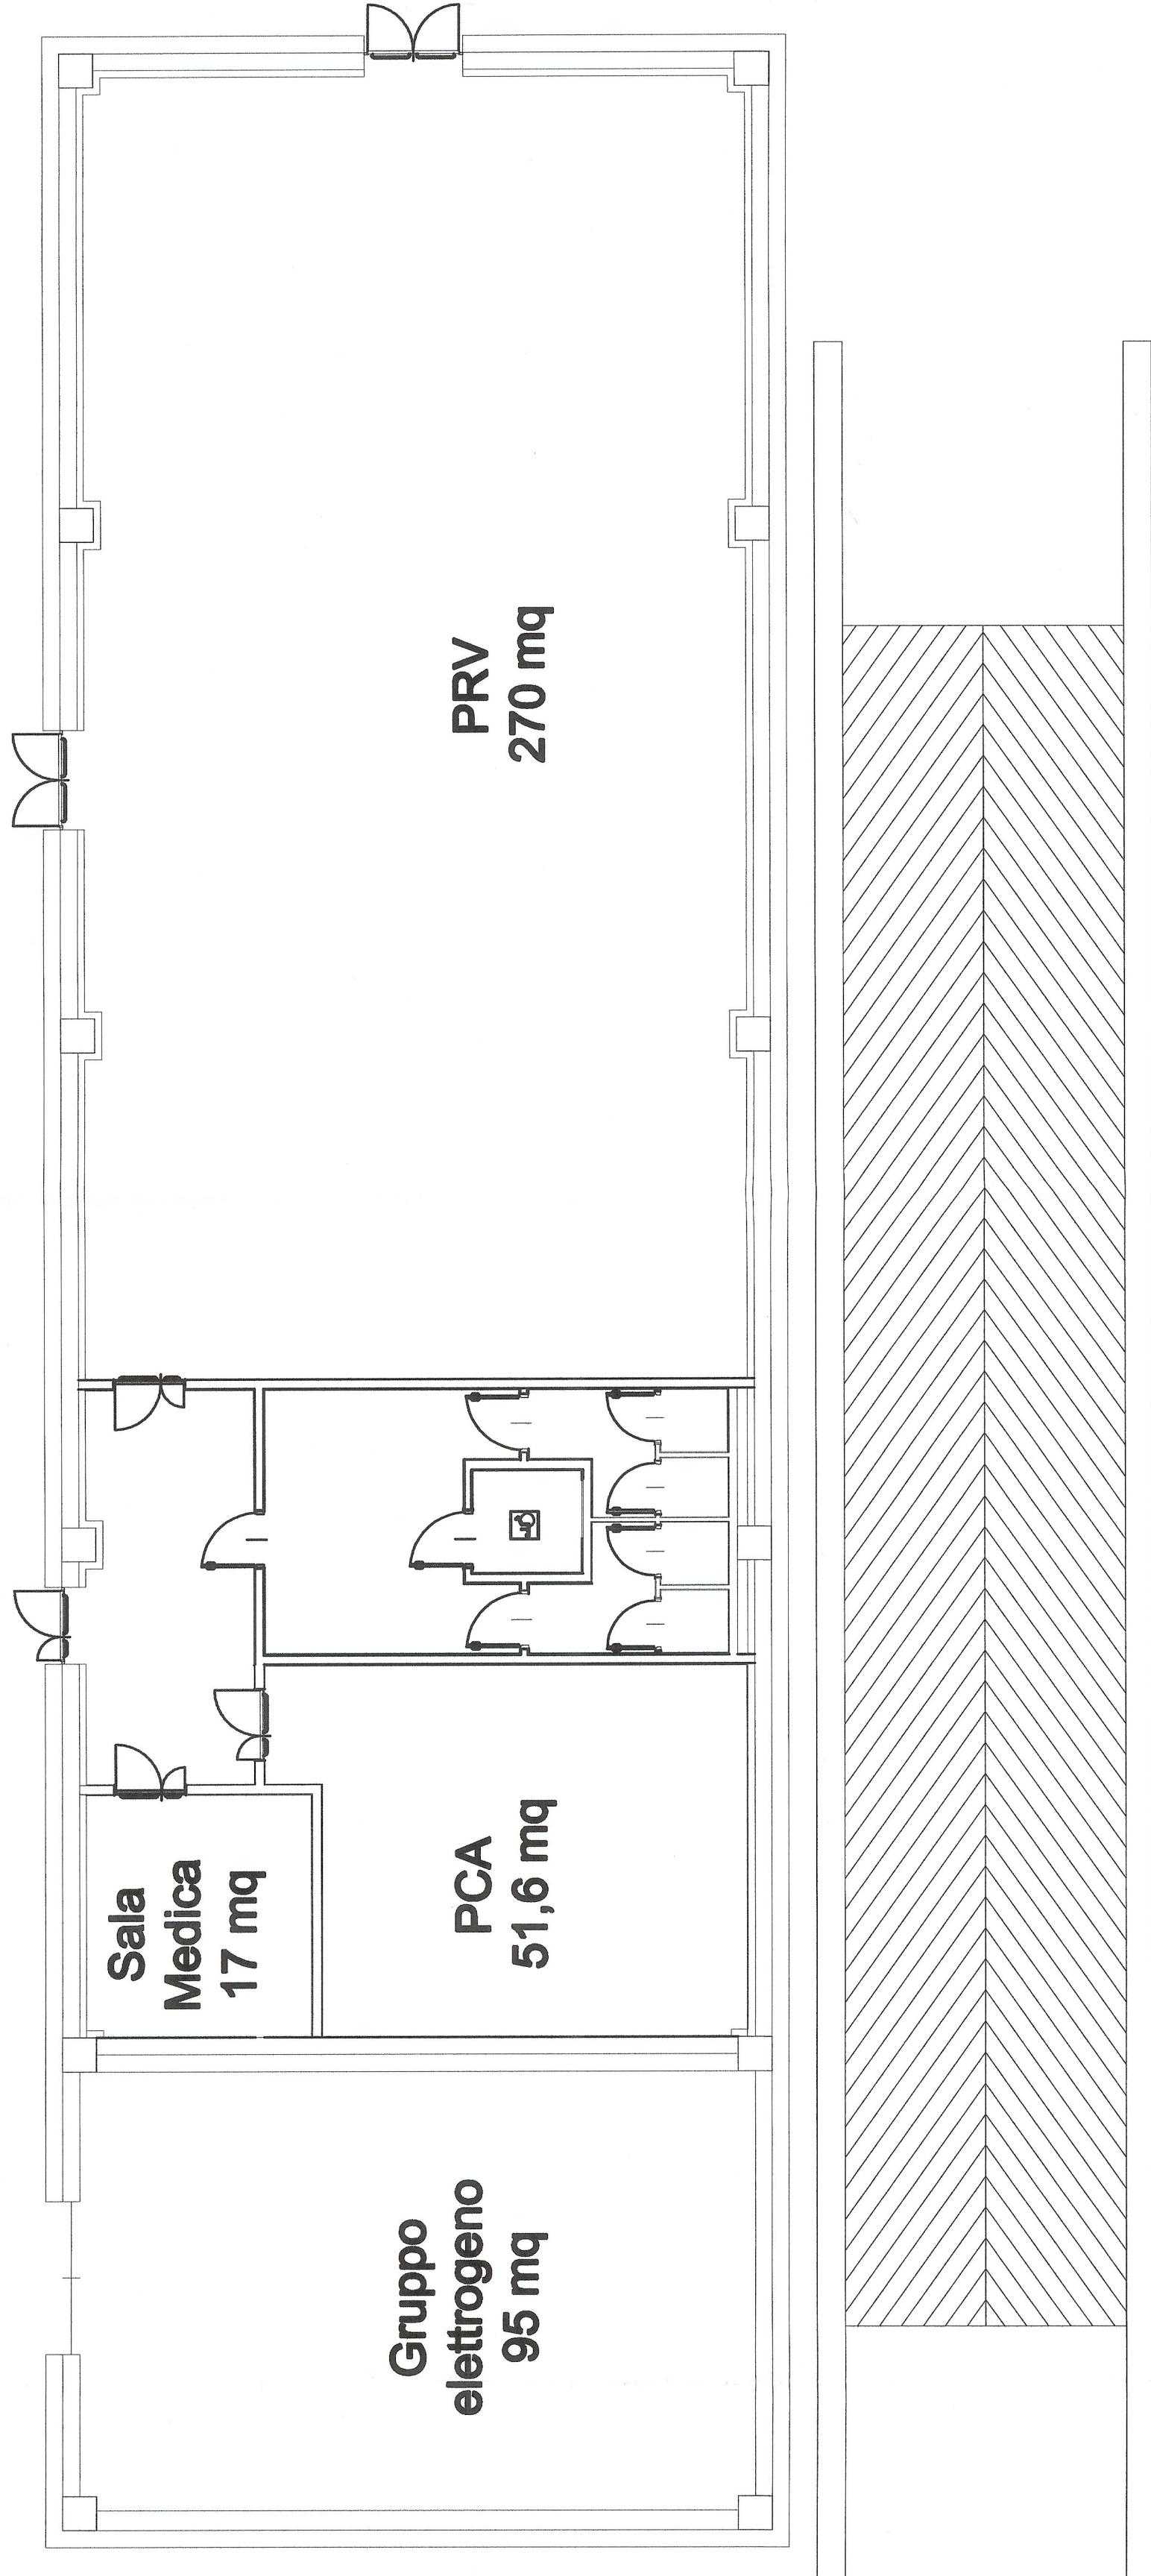 PRV
270 mq
Sala
Medica
17 mq
PCA
51,6 mq
Gruppo
elettrogeno
95 mq